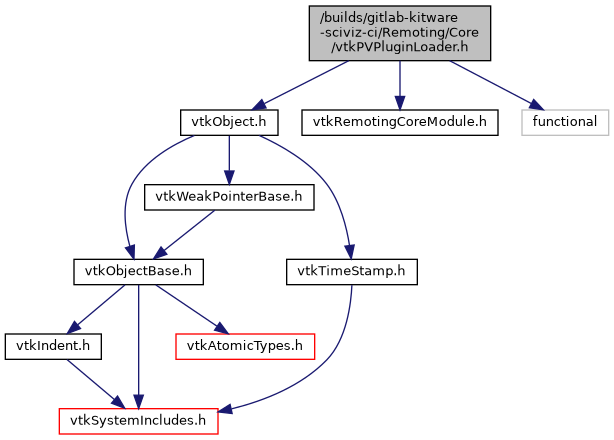 /builds/gitlab-kitware
-sciviz-ci/Remoting/Core
/vtkPVPluginLoader.h
vtkObject.h
vtkRemotingCoreModule.h
functional
vtkWeakPointerBase.h
vtkObjectBase.h
vtkTimeStamp.h
vtkIndent.h
vtkAtomicTypes.h
vtkSystemIncludes.h